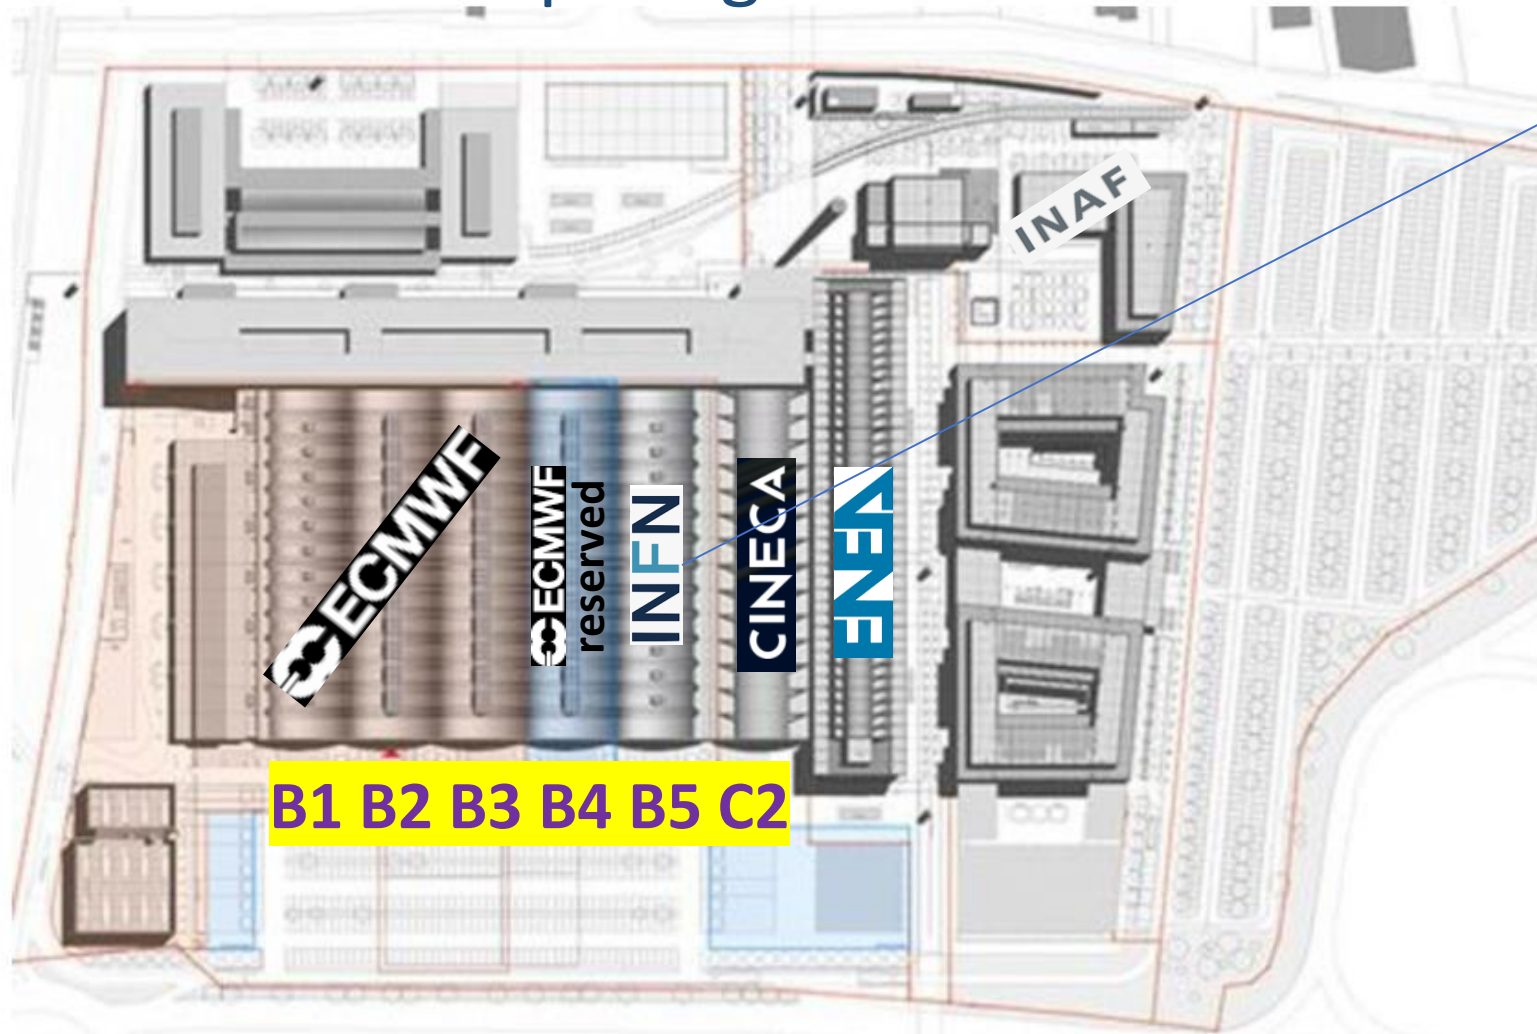 INAF
ECMWF
ECMWF
reserved
INFN
CINECA
ENEA
B1 B2 B3 B4 B5 C2